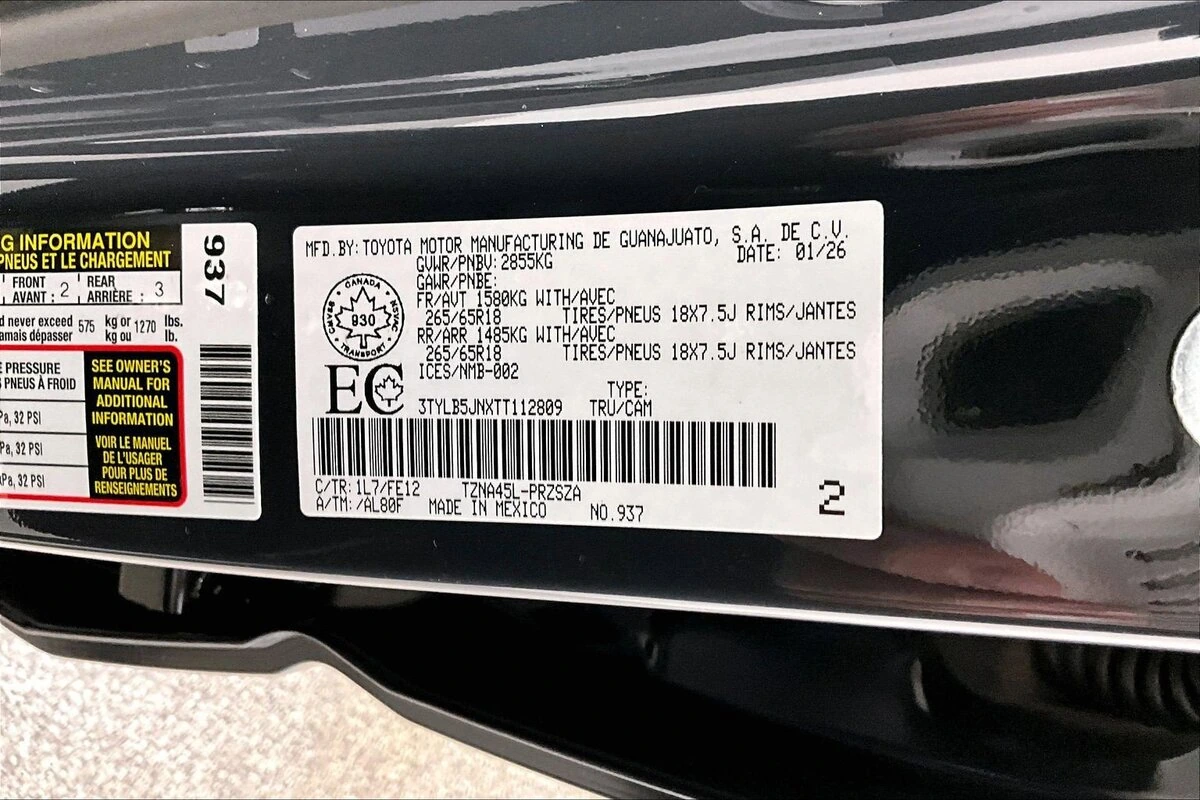 G INFORMATION
PNEUS ET LE CHARGEMENT
FRONT
AVANT : 2
REAR
ARRIÈRE : 3
d never exceed 575 kg or 1270 lbs.
amais dépasser kg ou lb.
E PRESSURE
PNEUS À FROID
Pa, 32 PSI
Pa, 32 PSI
kPa, 32 PSI
SEE OWNER'S
MANUAL FOR
ADDITIONAL
INFORMATION
VOIR LE MANUEL
DE L'USAGER
POUR PLUS DE
RENSEIGNEMENTS
937
MFD. BY: TOYOTA MOTOR MANUFACTURING DE GUANAJUATO, S.A. DE C.V.
GVWR/PNBV: 2855KG DATE: 01/26
GAWR/PNBE:
FR/AVT 1580KG WITH/AVEC
265/65R18 TIRES/PNEUS 18X7.5J RIMS/JANTES
RR/ARR 1485KG WITH/AVEC
265/65R18 TIRES/PNEUS 18X7.5J RIMS/JANTES
ICES/NMB-002
CANADA
930
TRANSPORT
EC
TYPE:
3TYLB5JNXTT112809 TRU/CAM
C/TR: 1L7/FE12 TZNA45L-PRZSZA
A/TM: /AL80F MADE IN MEXICO NO.937
2